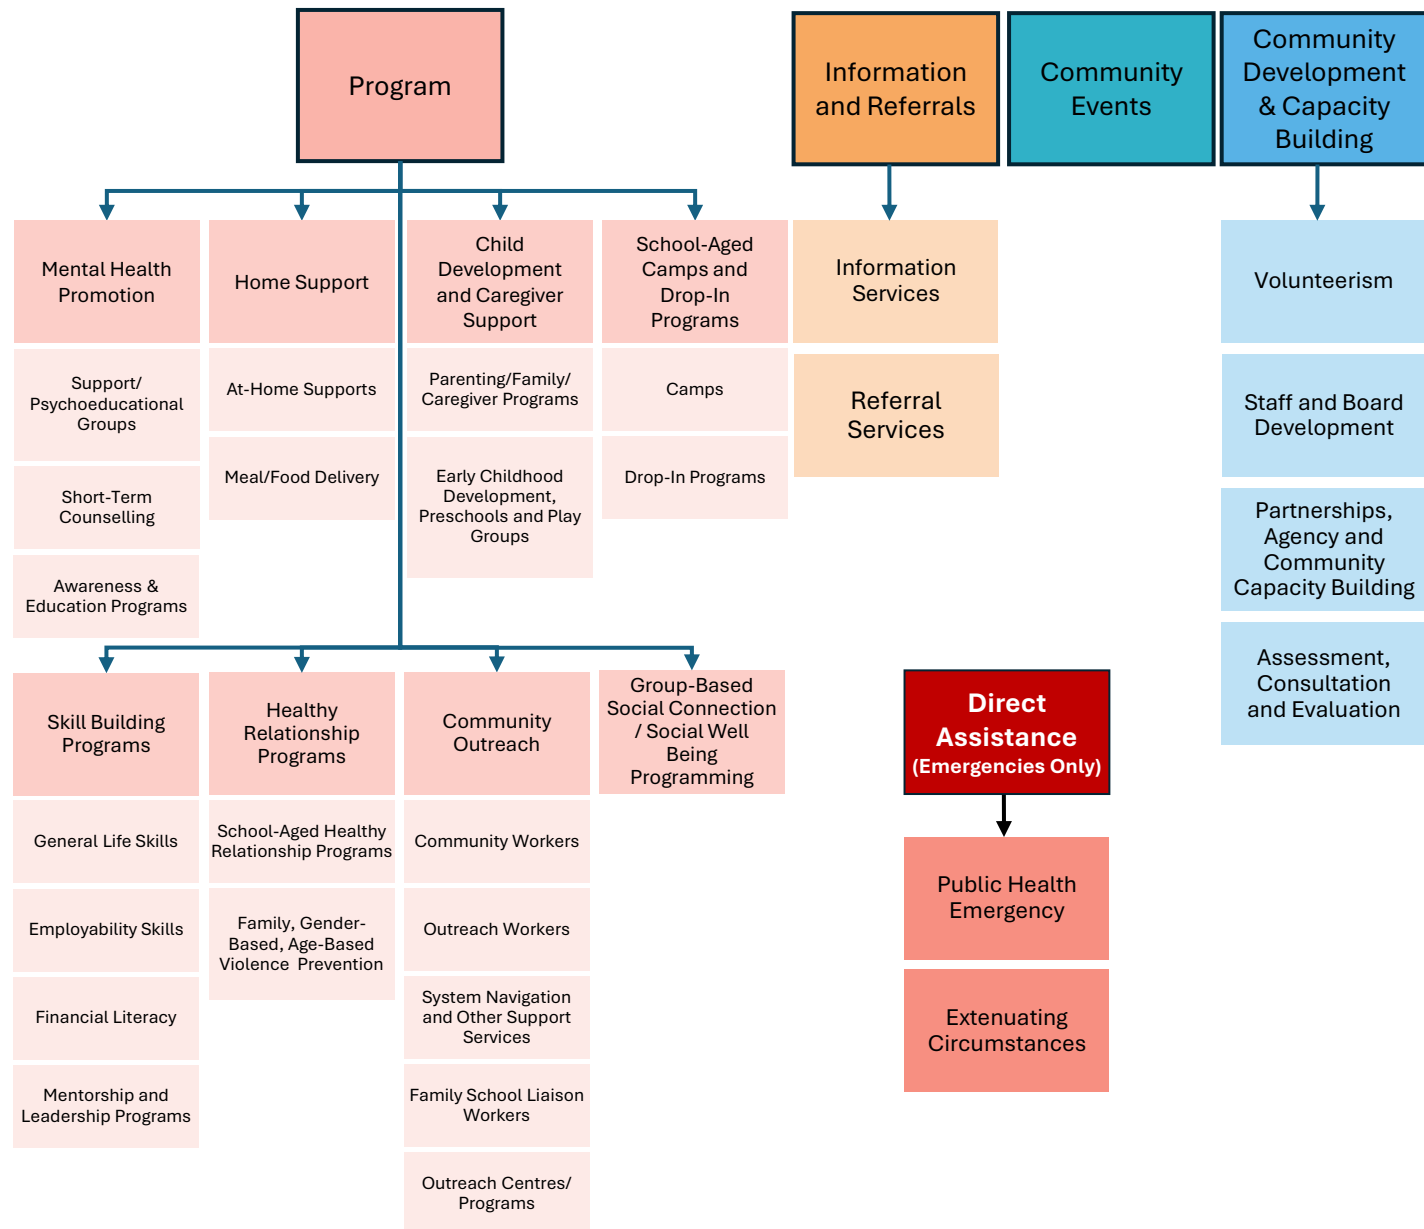 Program
Information
and Referrals
Community
Events
Community
Development
& Capacity
Building
Mental Health
Promotion
Home Support
Child
Development
and Caregiver
Support
School-Aged
Camps and
Drop-In
Programs
Information
Services
Volunteerism
Support/
Psychoeducational
Groups
At-Home Supports
Parenting/Family/
Caregiver Programs
Camps
Referral
Services
Staff and Board
Development
Short-Term
Counselling
Meal/Food Delivery
Early Childhood
Development,
Preschools and Play
Groups
Drop-In Programs
Partnerships,
Agency and
Community
Capacity Building
Awareness &
Education Programs
Assessment,
Consultation
and Evaluation
Skill Building
Programs
Healthy
Relationship
Programs
Community
Outreach
Group-Based
Social Connection
/ Social Well
Being
Programming
Direct
Assistance
(Emergencies Only)
General Life Skills
School-Aged Healthy
Relationship Programs
Community Workers
Public Health
Emergency
Employability Skills
Family, Gender-
Based, Age-Based
Violence Prevention
Outreach Workers
Extenuating
Circumstances
Financial Literacy
System Navigation
and Other Support
Services
Mentorship and
Leadership Programs
Family School Liaison
Workers
Outreach Centres/
Programs